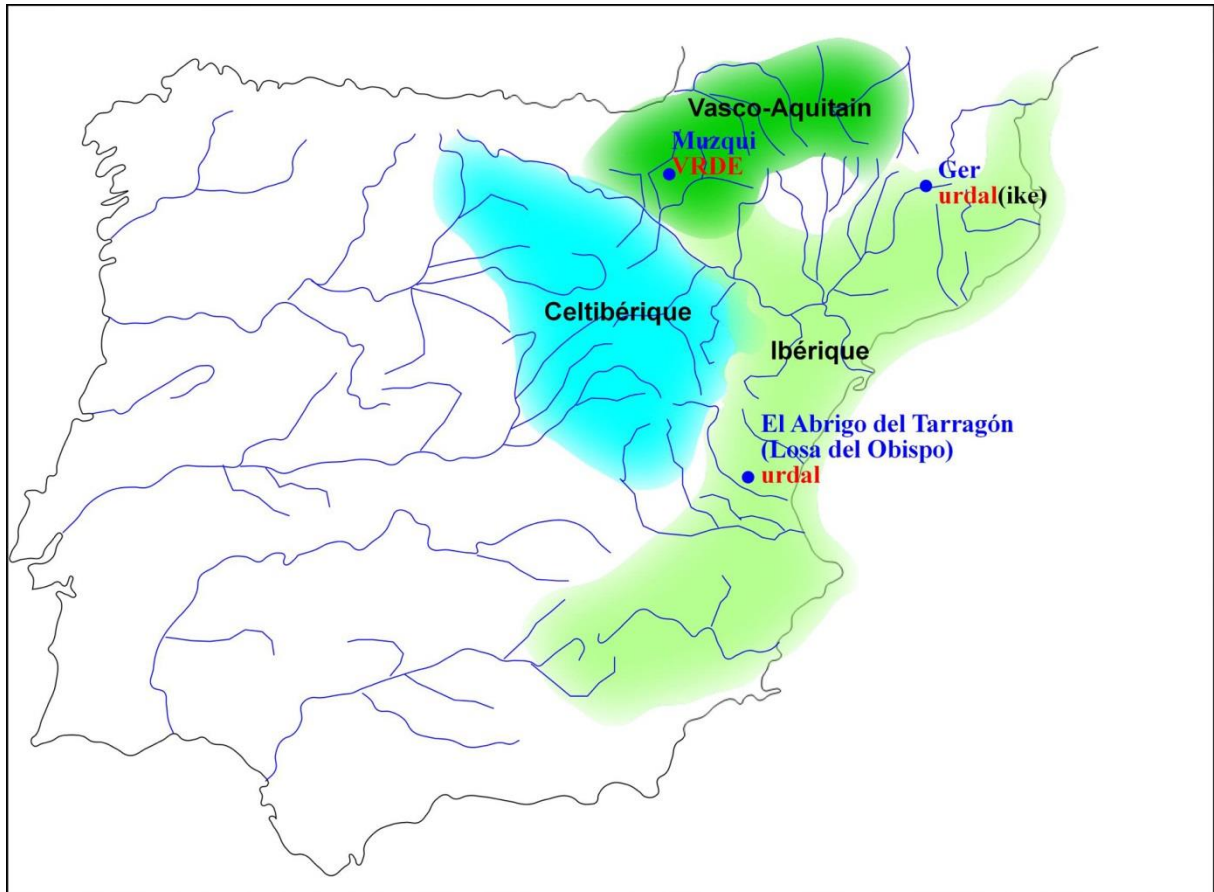 Vasco-Aquitain
Muzqui
VRDE
Ger
urdal(ike)
Celtibérique
Ibérique
El Abrigo del Tarragón
(Losa del Obispo)
urdal